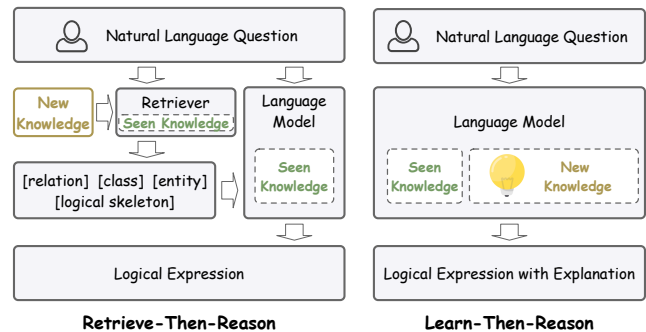 Natural Language Question
New
Knowledge
Retriever
Seen Knowledge
Language
Model
Seen
Knowledge
[relation] [class] [entity]
[logical skeleton]
Logical Expression
Retrieve-Then-Reason
Natural Language Question
Language Model
Seen
Knowledge
New
Knowledge
Logical Expression with Explanation
Learn-Then-Reason